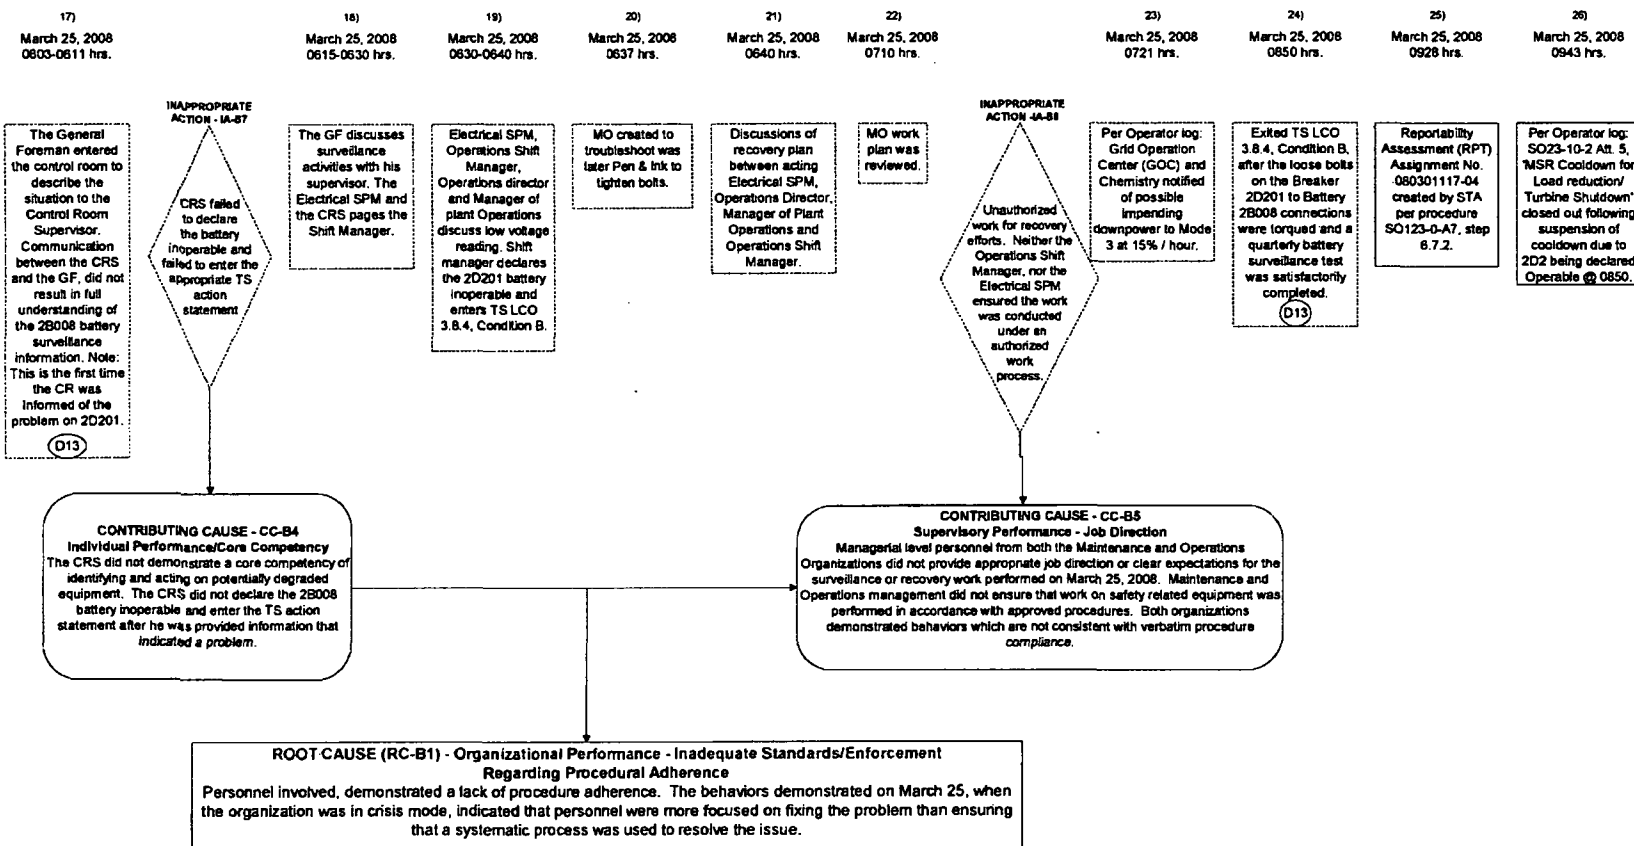 17)
March 25, 2008
0803-0811 hrs.
The General
Foreman entered
the control room to
describe the
situation to the
Control Room
Supervisor.
Communication
between the CRS
and the GF, did not
result in full
understanding of
the 2B008 battery
surveillance
information. Note:
This is the first time
the CR was
informed of the
problem on 2D201.
D13
INAPPROPRIATE
ACTION - IA-B7
CRS failed
to declare
the battery
inoperable and
failed to enter the
appropriate TS
action
statement
18)
March 25, 2008
0615-0630 hrs.
The GF discusses
surveillance
activities with his
supervisor. The
Electrical SPM and
the CRS pages the
Shift Manager.
19)
March 25, 2008
0630-0640 hrs.
Electrical SPM,
Operations Shift
Manager,
Operations director
and Manager of
plant Operations
discuss low voltage
reading. Shift
manager declares
the 2D201 battery
inoperable and
enters TS LCO
3.8.4, Condition B.
20)
March 25, 2008
0637 hrs.
MO created to
troubleshoot was
later Pen & Ink to
tighten bolts.
21)
March 25, 2008
0640 hrs.
Discussions of
recovery plan
between acting
Electrical SPM,
Operations Director,
Manager of Plant
Operations and
Operations Shift
Manager.
22)
March 25, 2008
0710 hrs.
MO work
plan was
reviewed.
INAPPROPRIATE
ACTION -IA-B8
Unauthorized
work for recovery
efforts. Neither the
Operations Shift
Manager, nor the
Electrical SPM
ensured the work
was conducted
under an
authorized
work
process.
23)
March 25, 2008
0721 hrs.
Per Operator log:
Grid Operation
Center (GOC) and
Chemistry notified
of possible
impending
downpower to Mode
3 at 15% / hour.
24)
March 25, 2008
0850 hrs.
Exited TS LCO
3.8.4, Condition B,
after the loose bolts
on the Breaker
2D201 to Battery
2B008 connections
were torqued and a
quarterly battery
surveillance test
was satisfactorily
completed.
D13
25)
March 25, 2008
0928 hrs.
Reportability
Assessment (RPT)
Assignment No.
080301117-04
created by STA
per procedure
SO123-0-A7, step
6.7.2.
26)
March 25, 2008
0943 hrs.
Per Operator log:
SO23-10-2 Att. 5,
"MSR Cooldown for
Load reduction/
Turbine Shutdown"
closed out following
suspension of
cooldown due to
2D2 being declared
Operable @ 0850.
CONTRIBUTING CAUSE - CC-B4
Individual Performance/Core Competency
The CRS did not demonstrate a core competency of
identifying and acting on potentially degraded
equipment. The CRS did not declare the 2B008
battery inoperable and enter the TS action
statement after he was provided information that
indicated a problem.
CONTRIBUTING CAUSE - CC-B5
Supervisory Performance - Job Direction
Managerial level personnel from both the Maintenance and Operations
Organizations did not provide appropriate job direction or clear expectations for the
surveillance or recovery work performed on March 25, 2008. Maintenance and
Operations management did not ensure that work on safety related equipment was
performed in accordance with approved procedures. Both organizations
demonstrated behaviors which are not consistent with verbatim procedure
compliance.
ROOT CAUSE (RC-B1) - Organizational Performance - Inadequate Standards/Enforcement
Regarding Procedural Adherence
Personnel involved, demonstrated a lack of procedure adherence. The behaviors demonstrated on March 25, when
the organization was in crisis mode, indicated that personnel were more focused on fixing the problem than ensuring
that a systematic process was used to resolve the issue.